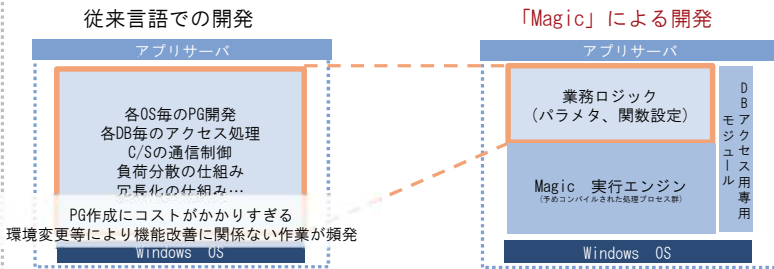 従来言語での開発
アプリサーバ
各OS毎のPG開発
各DB毎のアクセス処理
C/Sの通信制御
負荷分散の仕組み
冗長化の仕組み…
PG作成にコストがかかりすぎる
環境変更等により機能改善に関係ない作業が頻発
Windows OS
「Magic」による開発
アプリサーバ
業務ロジック
(パラメタ、関数設定)
Magic 実行エンジン
(予めコンパイルされた処理プロセス群)
DBアクセス用専用
モジュール
Windows OS